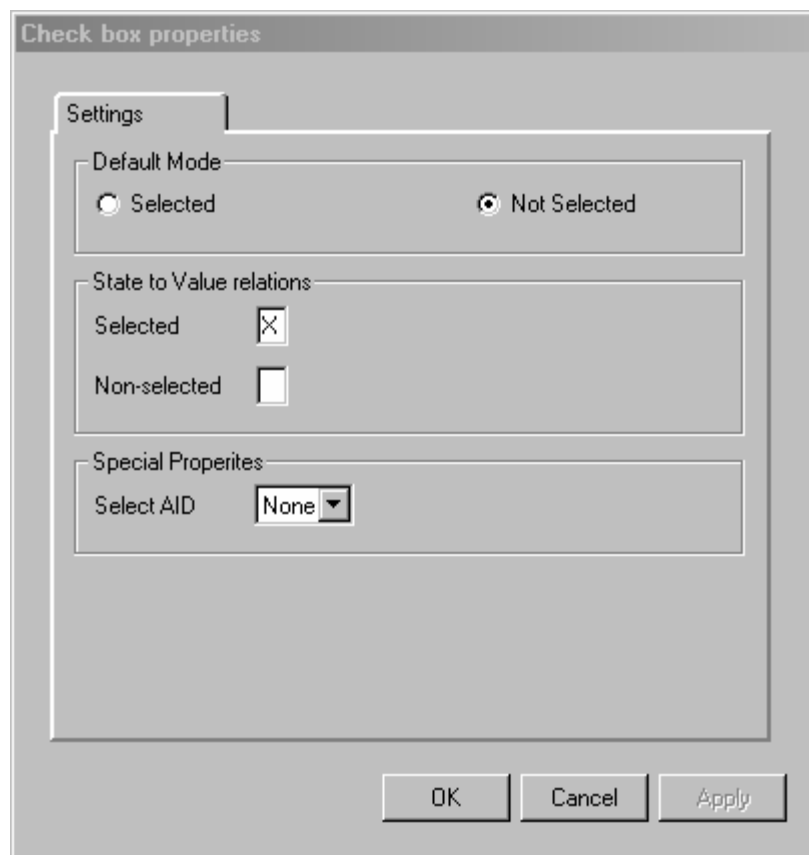 Check box properties
Settings
Default Mode
Selected Not Selected
State to Value relations
Selected X
Non-selected
Special Properites
Select AID None
OK Cancel Apply